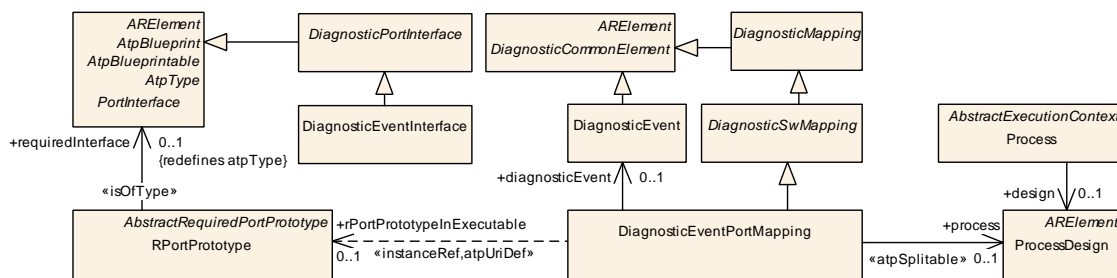 ARElement
AtpBlueprint
AtpBlueprintable
AtpType
PortInterface
DiagnosticPortInterface
ARElement
DiagnosticCommonElement
DiagnosticMapping
DiagnosticEventInterface
DiagnosticEvent
DiagnosticSwMapping
AbstractExecutionContext
Process
+requiredInterface
0..1
{redefines atpType}
«isOfType»
+diagnosticEvent
0..1
+design
0..1
AbstractRequiredPortPrototype
RPortPrototype
+rPortPrototypeInExecutable
0..1
«instanceRef,atpUriDef»
DiagnosticEventPortMapping
+process
«atpSplitable»
0..1
ARElement
ProcessDesign